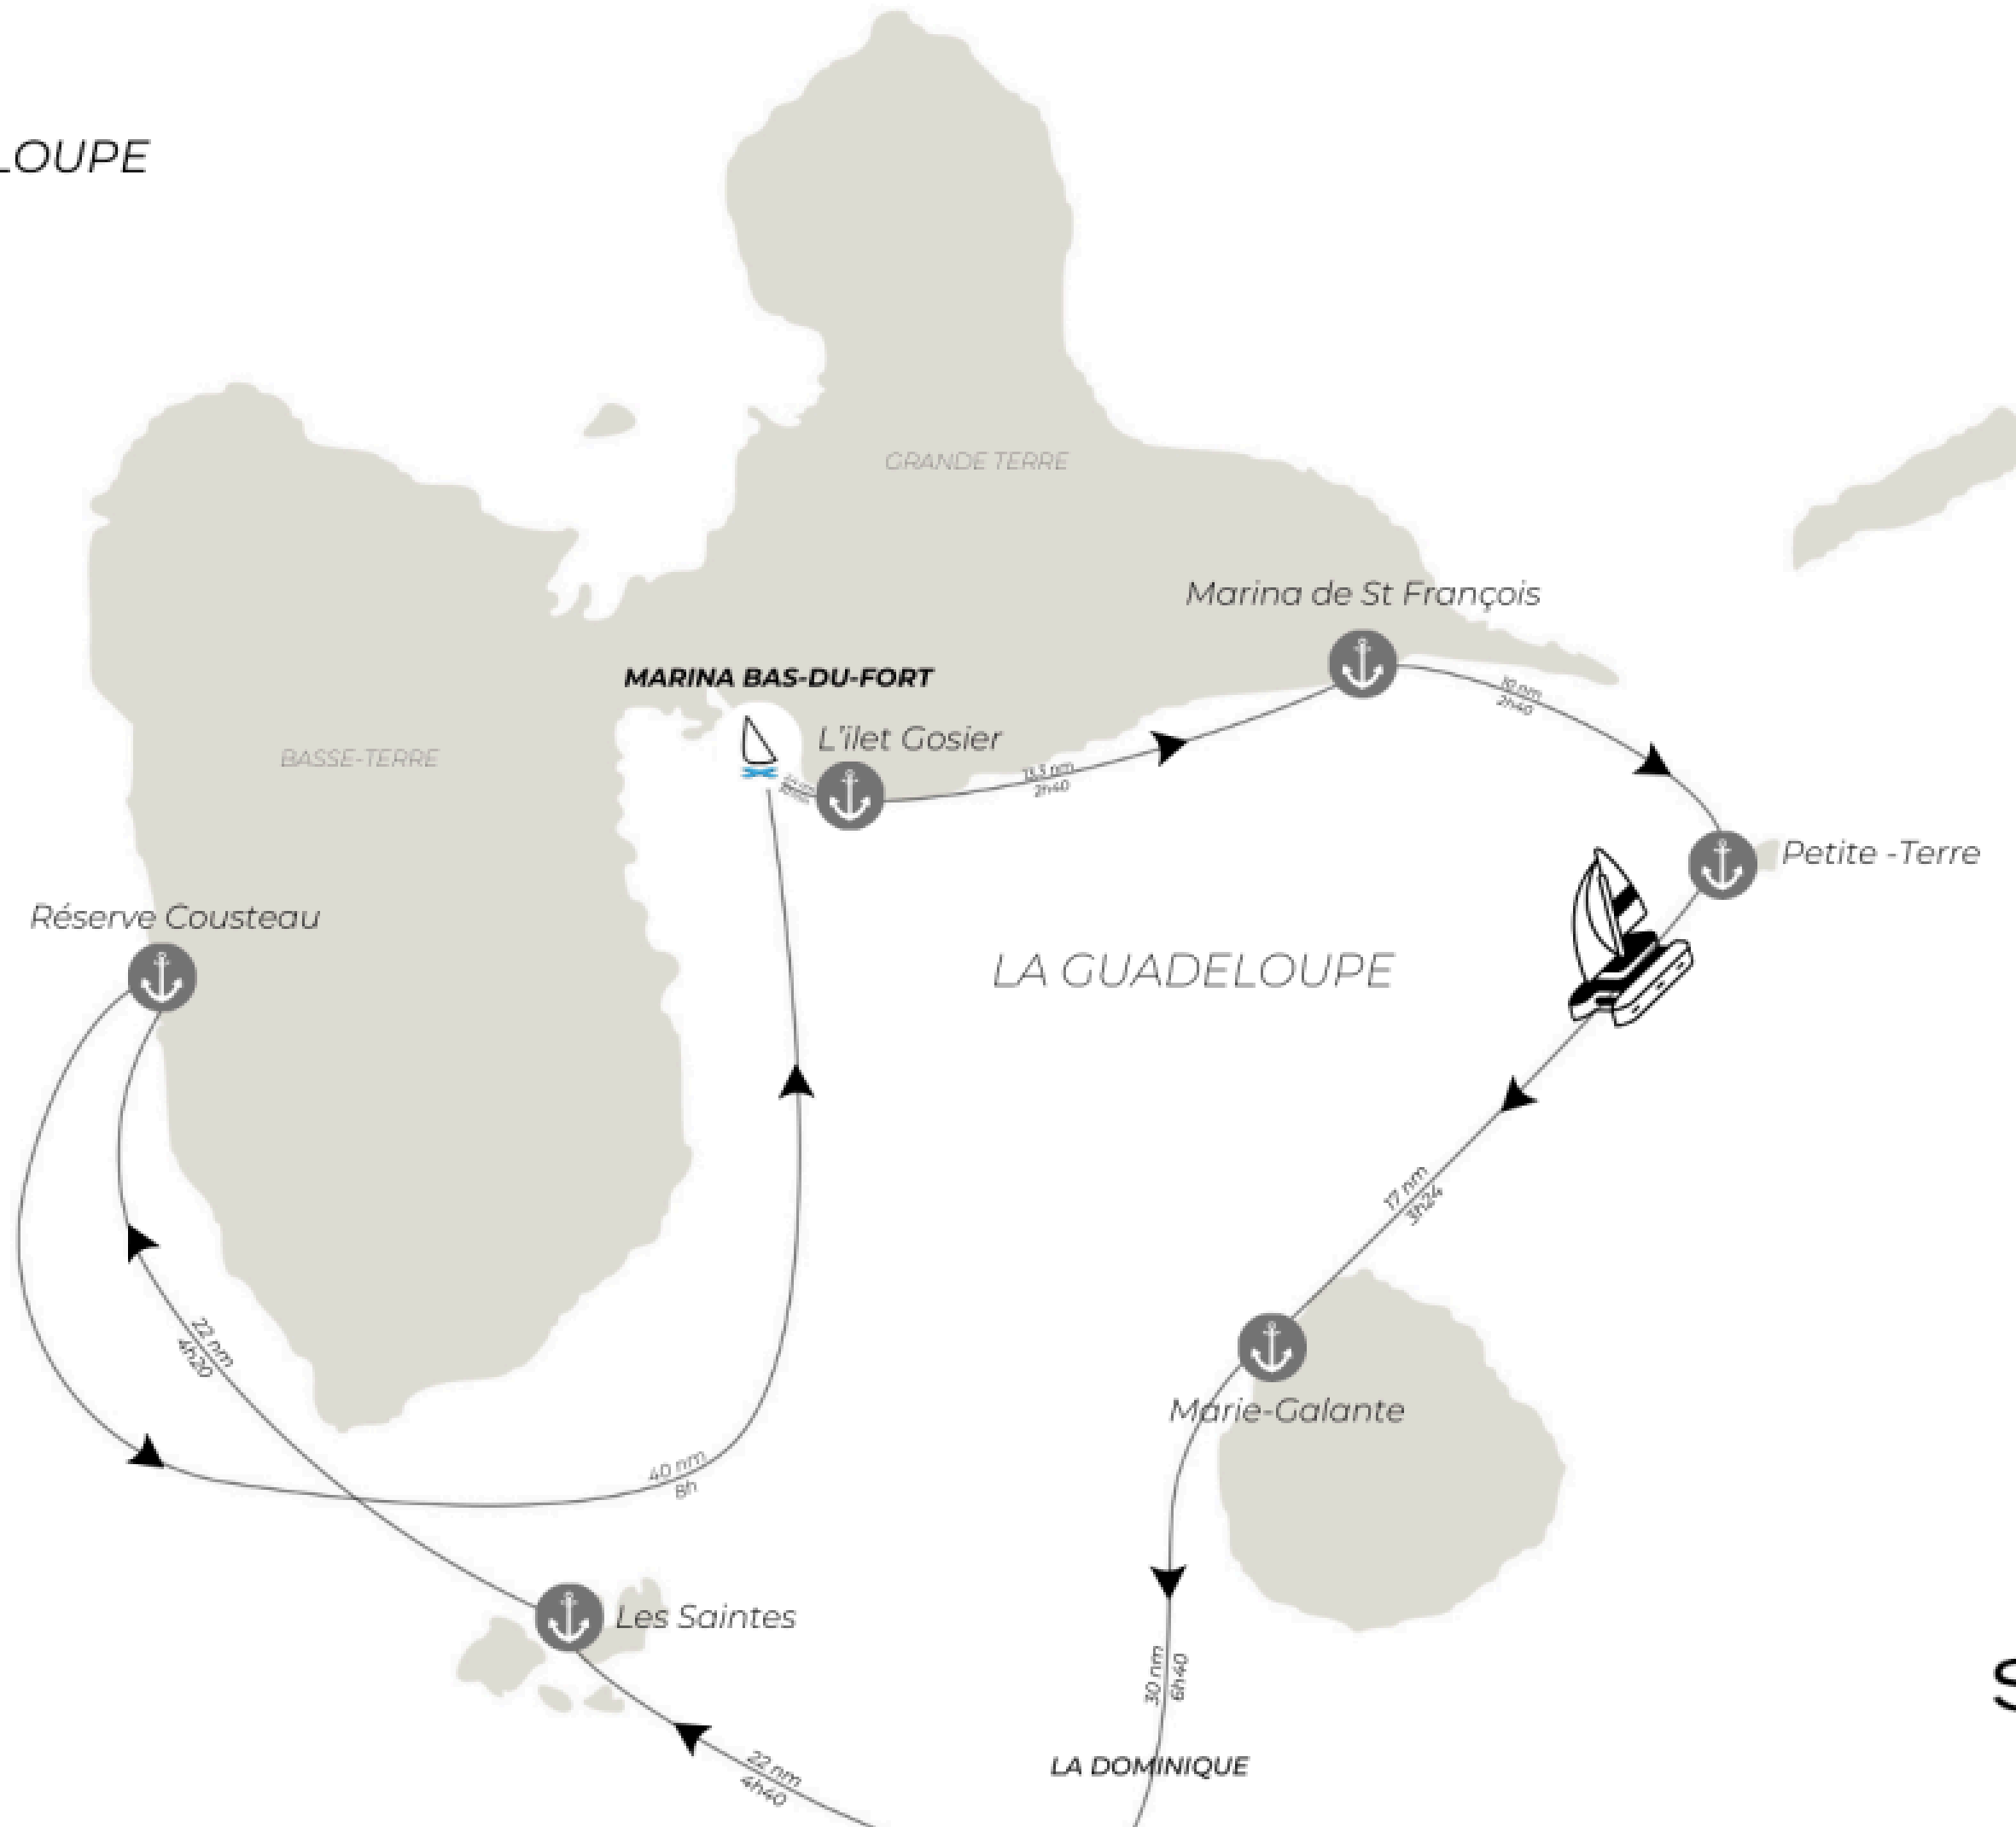 LOUPE
GRANDE TERRE
Marina de St François
MARINA BAS-DU-FORT
10 nm
2h40
L'îlet Gosier
BASSE-TERRE
13,5 nm
2h40
Petite -Terre
Réserve Cousteau
LA GUADELOUPE
17 nm
3h24
22 nm
4h20
Marie-Galante
40 nm
8h
Les Saintes
30 nm
6h40
S
LA DOMINIQUE
22 nm
4h40